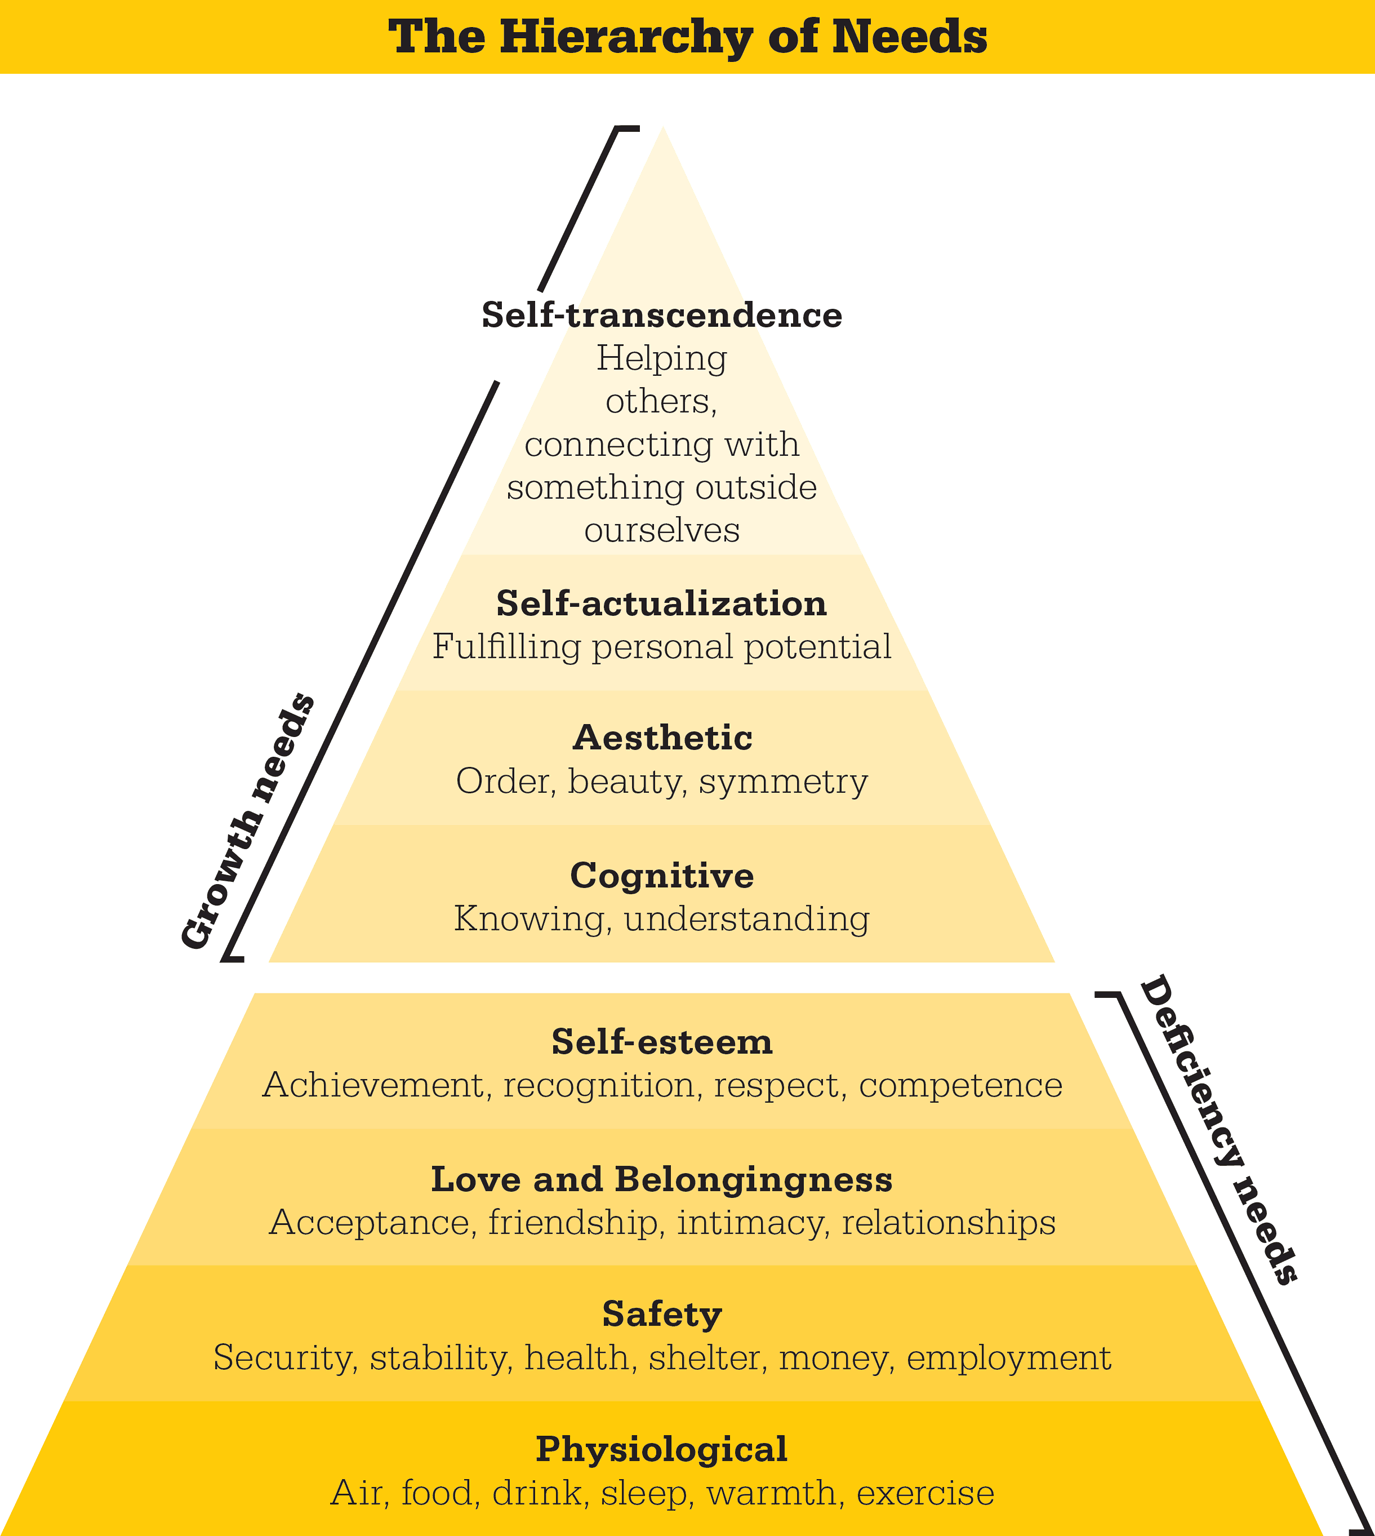 The Hierarchy of Needs
Self-transcendence
Helping
others,
connecting with
something outside
ourselves
Self-actualization
Fulfilling personal potential
Growth needs
Aesthetic
Order, beauty, symmetry
Cognitive
Knowing, understanding
Deficiency needs
Self-esteem
Achievement, recognition, respect, competence
Love and Belongingness
Acceptance, friendship, intimacy, relationships
Safety
Security, stability, health, shelter, money, employment
Physiological
Air, food, drink, sleep, warmth, exercise